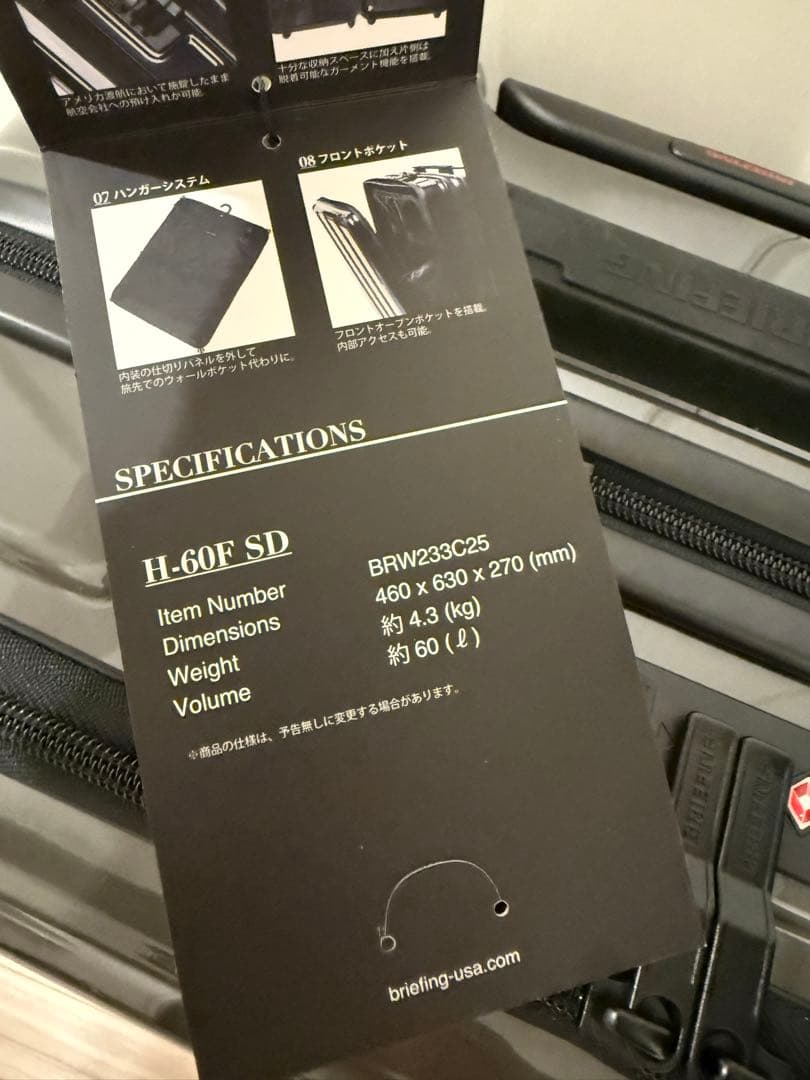 アメリカ渡航において施錠したまま
航空会社への預け入れが可能。
十分な収納スペースに加え片側は
脱着可能なガーメント機能を搭載。
07 ハンガーシステム
08 フロントポケット
内装の仕切りパネルを外して
旅先でのウォールポケット代わりに。
フロントオープンポケットを搭載。
内部アクセスも可能。
SPECIFICATIONS
H-60F SD
Item Number BRW233C25
Dimensions 460 x 630 x 270 (mm)
Weight 約 4.3 (kg)
Volume 約 60 (ℓ)
※商品の仕様は、予告無しに変更する場合があります。
briefing-usa.com
BRIEFING